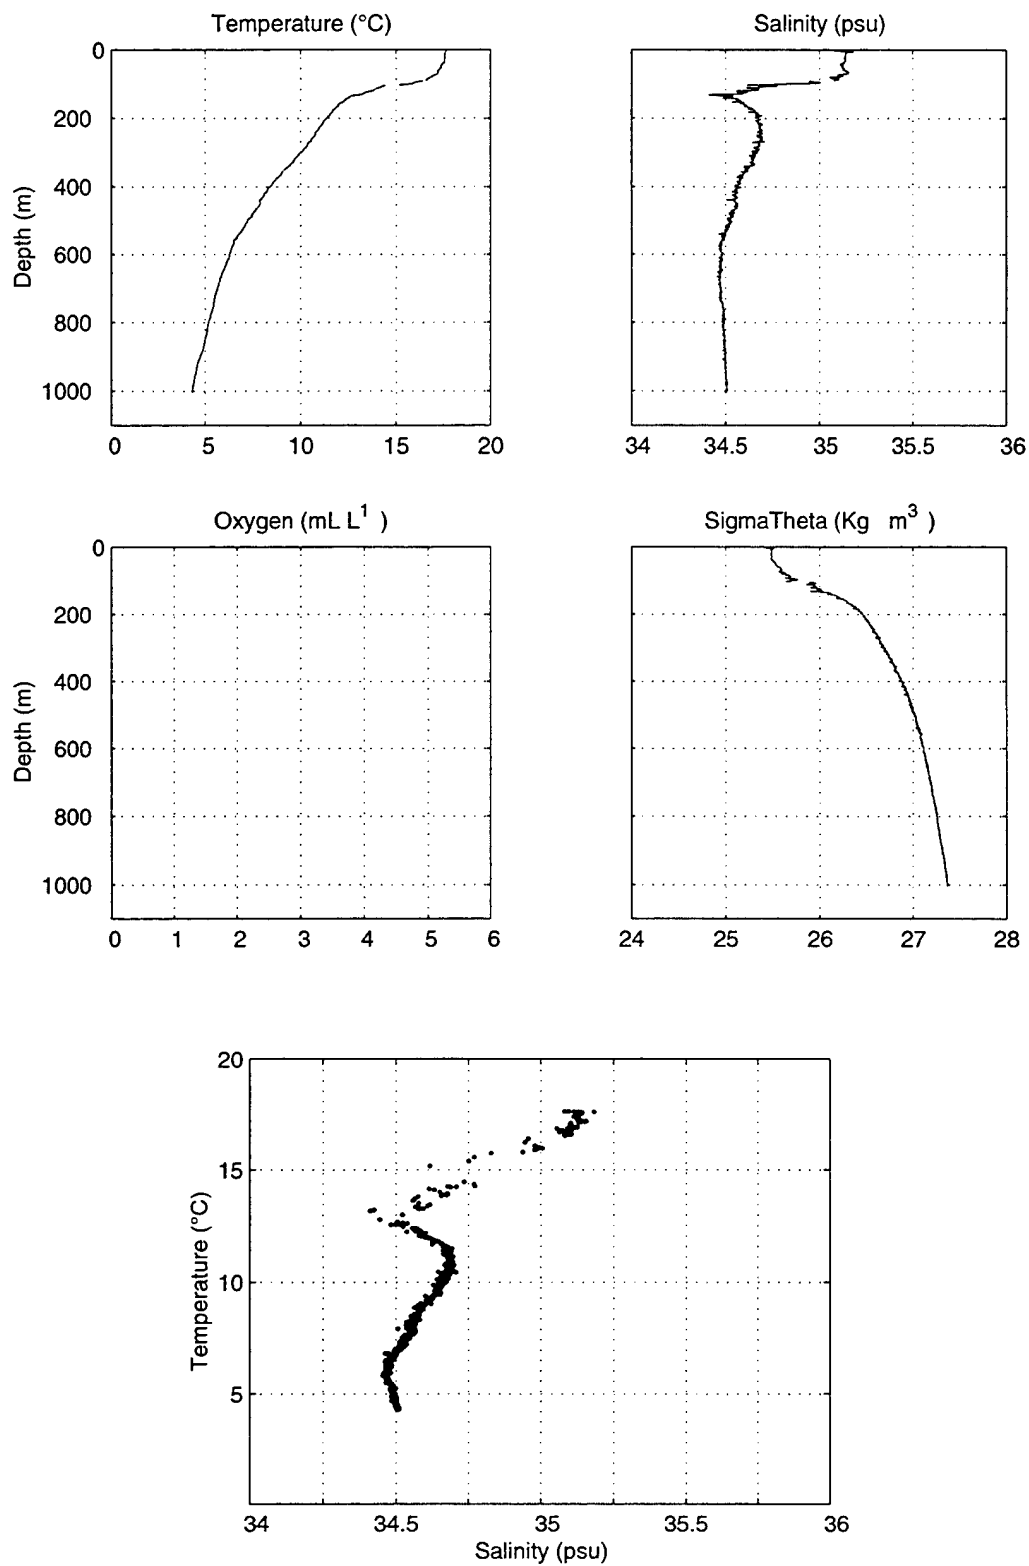 Temperature (°C)
Salinity (psu)
0
200
400
600
800
1000
Depth (m)
0 5 10 15 20
34 34.5 35 35.5 36
Oxygen (mL L1 )
SigmaTheta (Kg m3 )
0
200
400
600
800
1000
Depth (m)
0 1 2 3 4 5 6
24 25 26 27 28
20
15
10
5
Temperature (°C)
34 34.5 35 35.5 36
Salinity (psu)